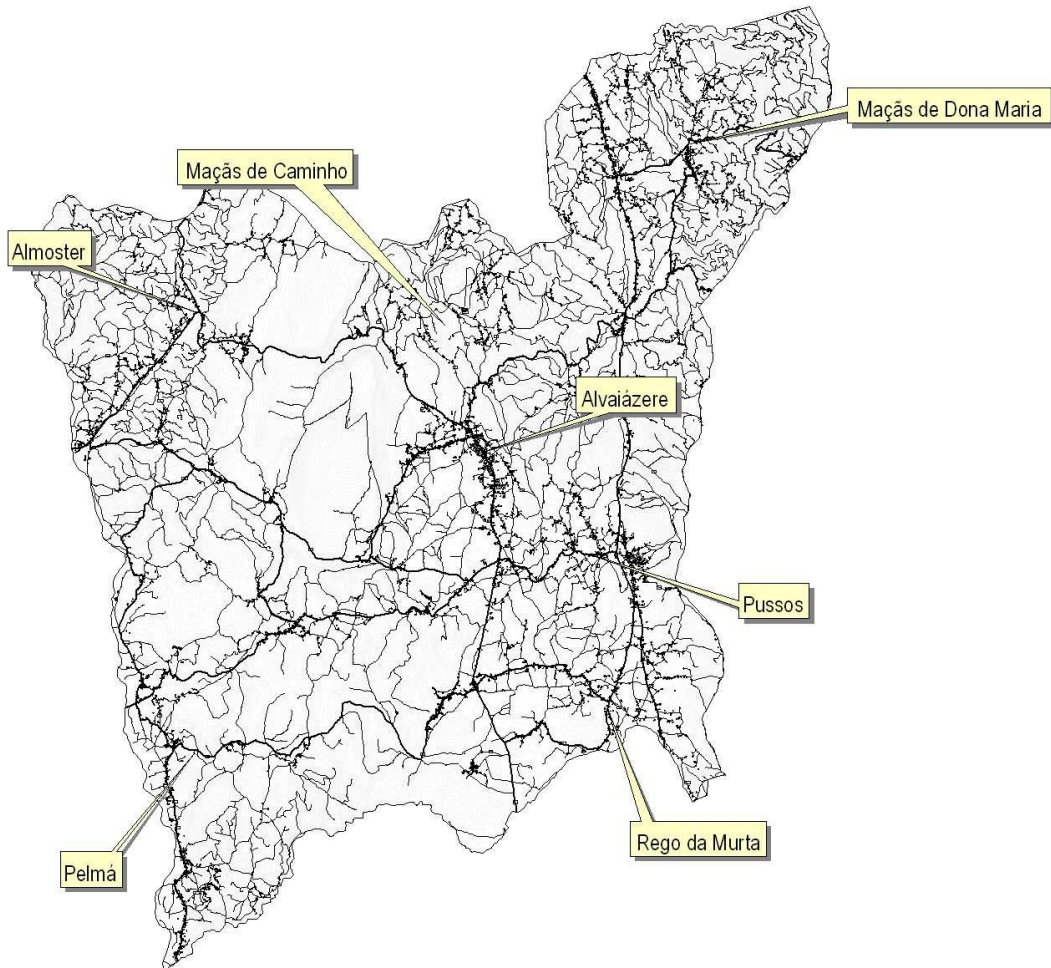 Maçãs de Dona Maria
Maçãs de Caminho
Almoster
Alvaiázere
Pussos
Rego da Murta
Pelmá